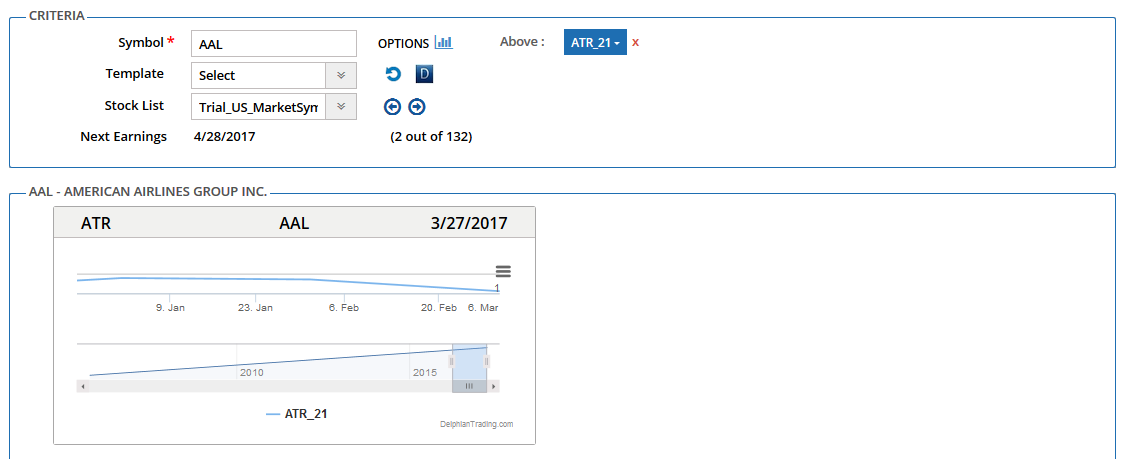 CRITERIA
Symbol * AAL OPTIONS Above : ATR_21 x
Template Select D
Stock List Trial_US_MarketSym
Next Earnings 4/28/2017 (2 out of 132)
AAL - AMERICAN AIRLINES GROUP INC.
ATR AAL 3/27/2017
1
9. Jan 23. Jan 6. Feb 20. Feb 6. Mar
2010 2015
ATR_21
DelphianTrading.com